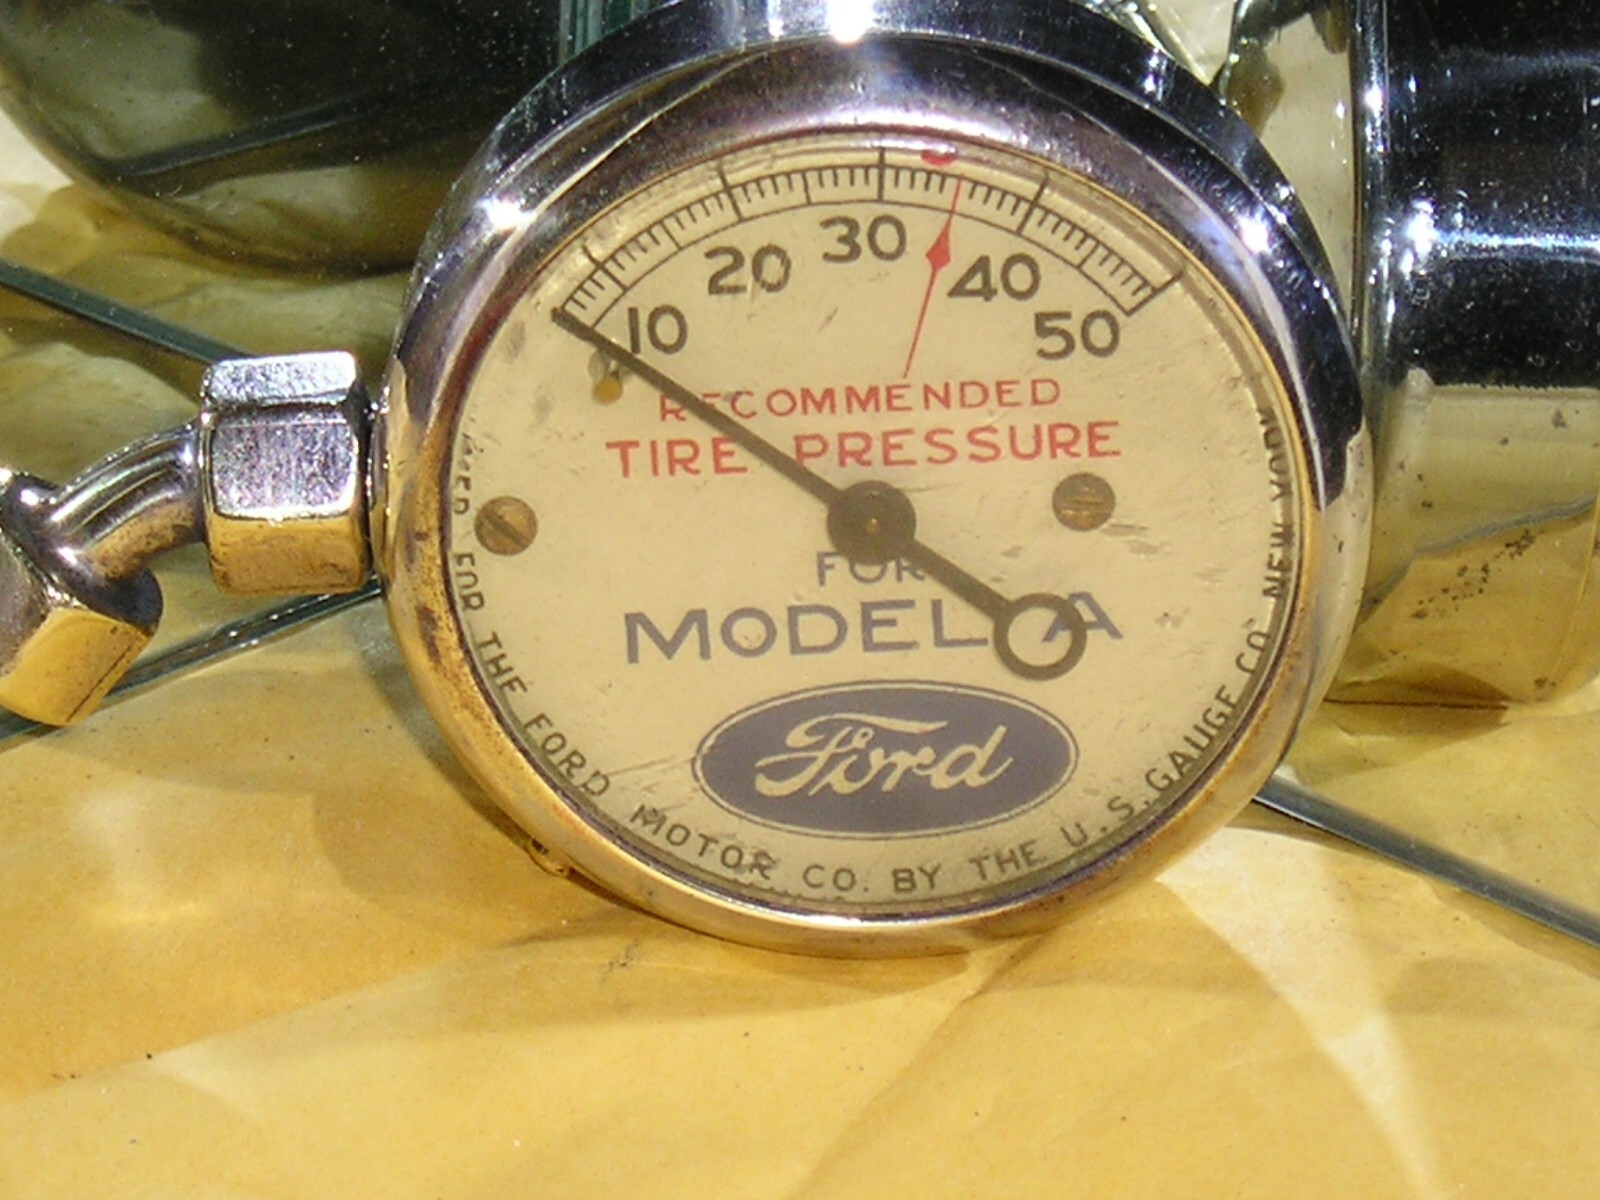 10 20 30 40 50
RECOMMENDED
TIRE PRESSURE
FOR
MODEL A
Ford
FOR THE FORD MOTOR CO. BY THE U.S. GAUGE CO. NEW YORK